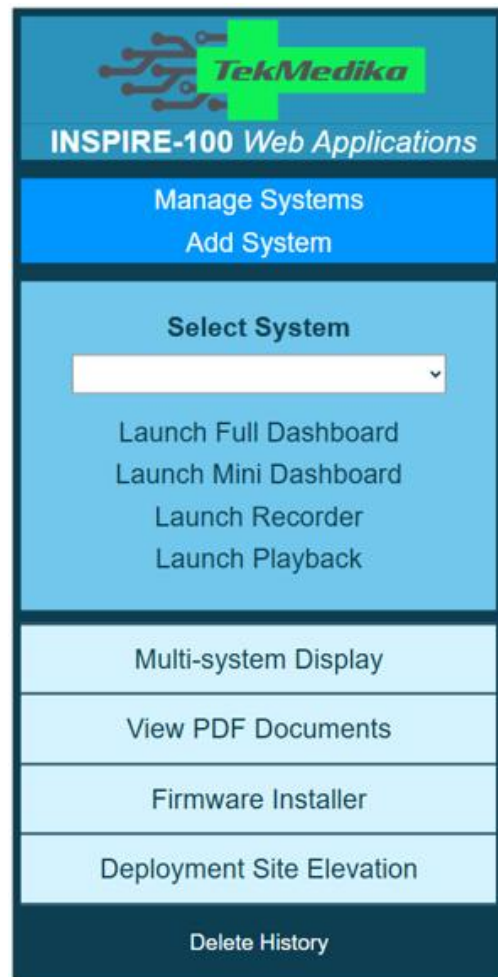 TekMedika
INSPIRE-100 Web Applications
Manage Systems
Add System
Select System
Launch Full Dashboard
Launch Mini Dashboard
Launch Recorder
Launch Playback
Multi-system Display
View PDF Documents
Firmware Installer
Deployment Site Elevation
Delete History